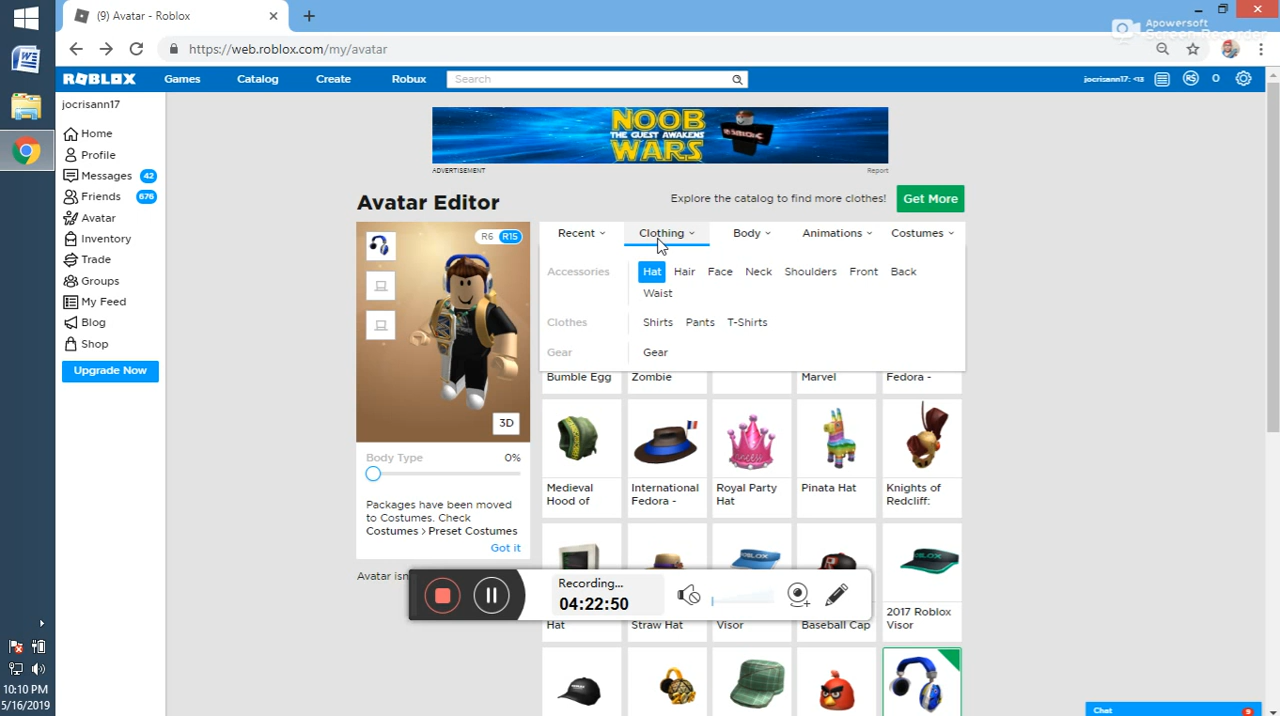 (9) Avatar - Roblox
Apowersoft
Screen Recorder
https://web.roblox.com/my/avatar
ROBLOX Games Catalog Create Robux Search jocrisann17: <13 R$ 0
jocrisann17
Home
Profile
Messages 42
Friends 676
Avatar
Inventory
Trade
Groups
My Feed
Blog
Shop
Upgrade Now
NOOB
THE GUEST AWAKENS
WARS
ADVERTISEMENT Report
Avatar Editor Explore the catalog to find more clothes! Get More
R6 R15
3D
Body Type 0%
Packages have been moved
to Costumes. Check
Costumes > Preset Costumes
Got it
Recent Clothing Body Animations Costumes
Accessories Hat Hair Face Neck Shoulders Front Back
Waist
Clothes Shirts Pants T-Shirts
Gear Gear
Bumble Egg Zombie Marvel Fedora -
Medieval
Hood of
International
Fedora -
Royal Party
Hat
Pinata Hat
Knights of
Redcliff:
Avatar isn
Recording...
04:22:50
Hat Straw Hat Visor Baseball Cap
2017 Roblox
Visor
10:10 PM
5/16/2019
Chat 9